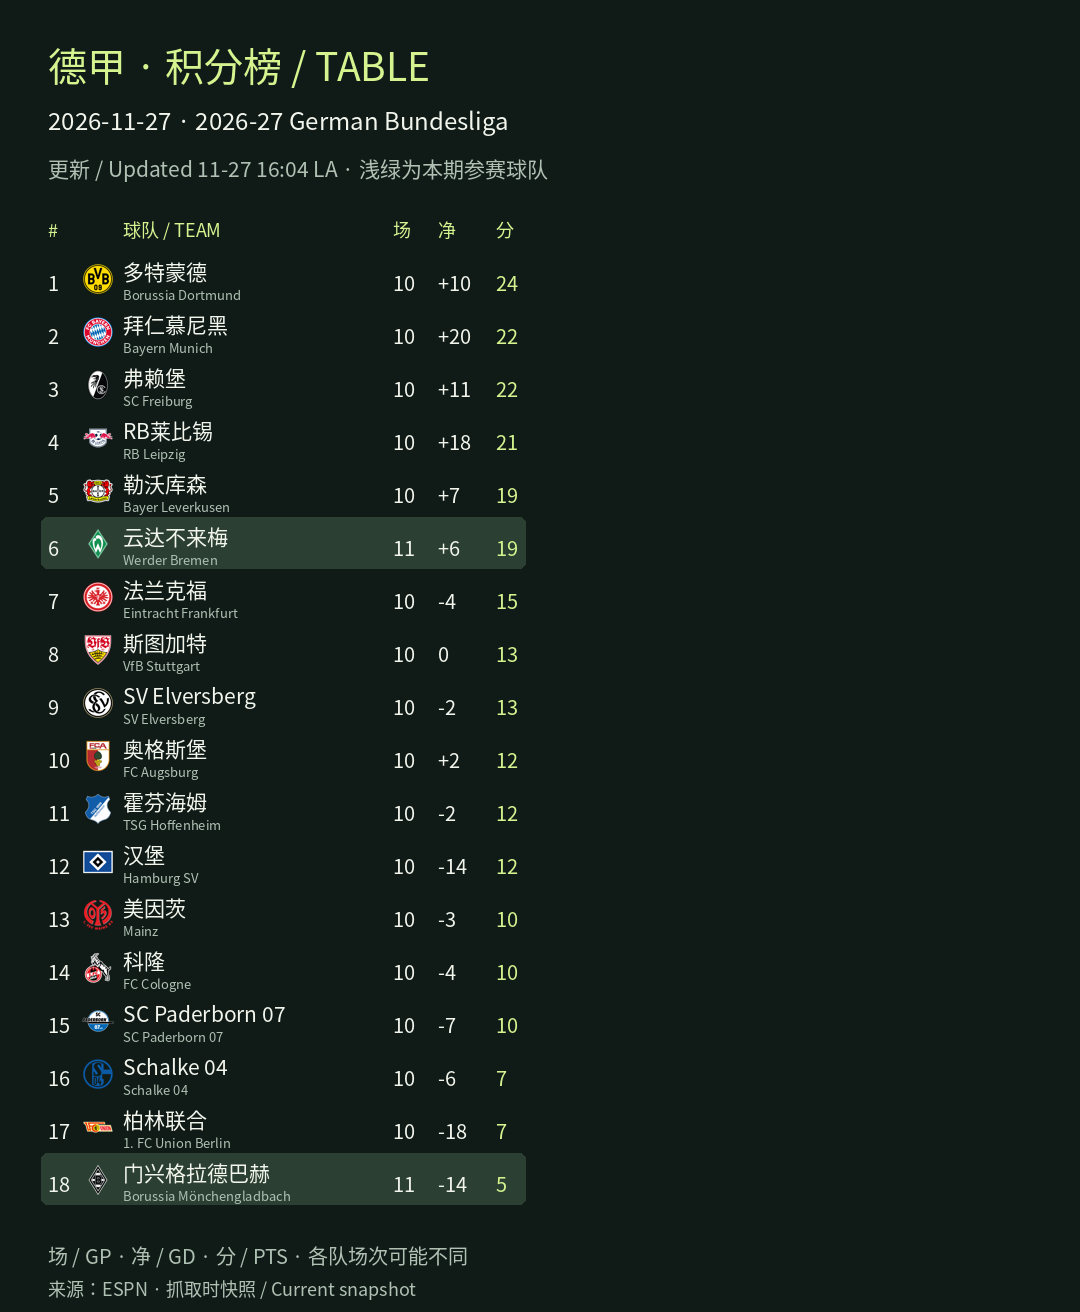 德甲 · 积分榜 / TABLE
2026-11-27 · 2026-27 German Bundesliga
更新 / Updated 11-27 16:04 LA · 浅绿为本期参赛球队
# 球队 / TEAM 场 净 分
1 多特蒙德 10 +10 24
Borussia Dortmund
2 拜仁慕尼黑 10 +20 22
Bayern Munich
3 弗赖堡 10 +11 22
SC Freiburg
4 RB莱比锡 10 +18 21
RB Leipzig
5 勒沃库森 10 +7 19
Bayer Leverkusen
6 云达不来梅 11 +6 19
Werder Bremen
7 法兰克福 10 -4 15
Eintracht Frankfurt
8 斯图加特 10 0 13
VfB Stuttgart
9 SV Elversberg 10 -2 13
SV Elversberg
10 奥格斯堡 10 +2 12
FC Augsburg
11 霍芬海姆 10 -2 12
TSG Hoffenheim
12 汉堡 10 -14 12
Hamburg SV
13 美因茨 10 -3 10
Mainz
14 科隆 10 -4 10
FC Cologne
15 SC Paderborn 07 10 -7 10
SC Paderborn 07
16 Schalke 04 10 -6 7
Schalke 04
17 柏林联合 10 -18 7
1. FC Union Berlin
18 门兴格拉德巴赫 11 -14 5
Borussia Mönchengladbach
场 / GP · 净 / GD · 分 / PTS · 各队场次可能不同
来源：ESPN · 抓取时快照 / Current snapshot